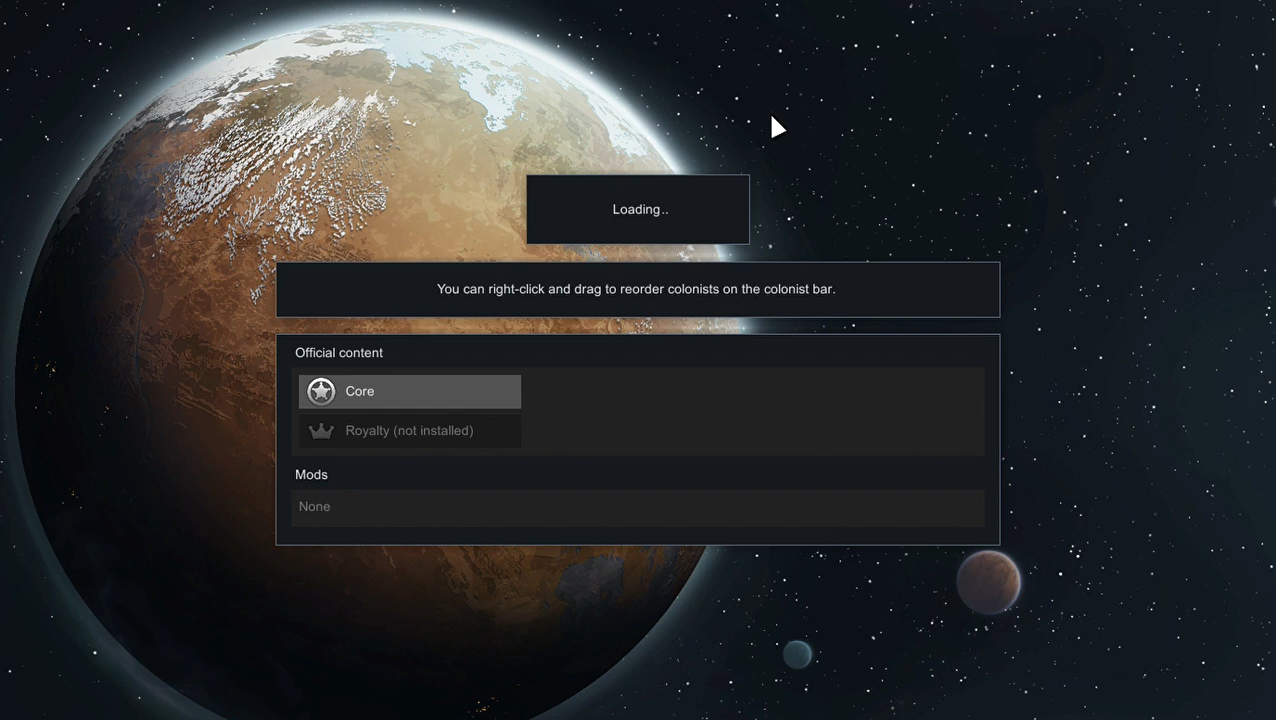 Loading..
You can right-click and drag to reorder colonists on the colonist bar.
Official content
Core
Royalty (not installed)
Mods
None